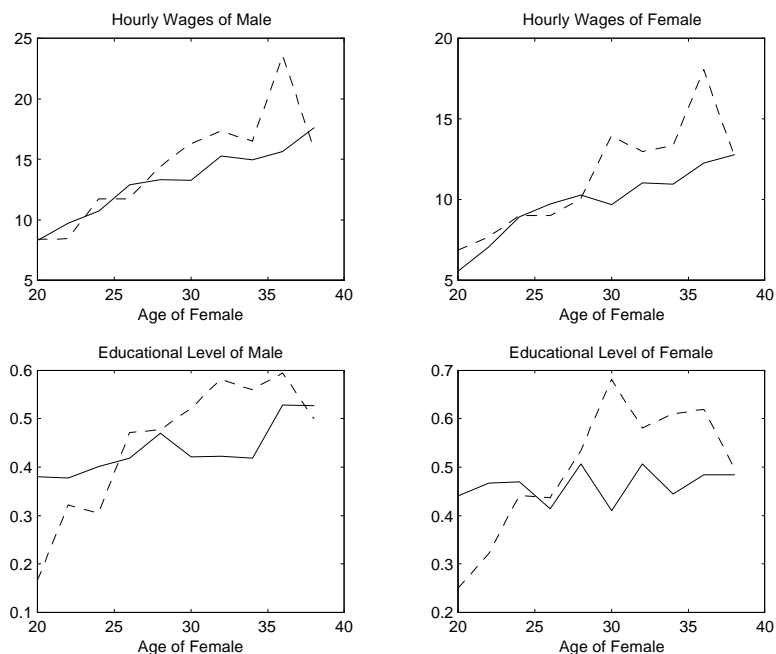 Hourly Wages of Male
25
20
15
10
5
20 25 30 35 40
Age of Female
Hourly Wages of Female
20
15
10
5
20 25 30 35 40
Age of Female
Educational Level of Male
0.6
0.5
0.4
0.3
0.2
0.1
20 25 30 35 40
Age of Female
Educational Level of Female
0.7
0.6
0.5
0.4
0.3
0.2
20 25 30 35 40
Age of Female